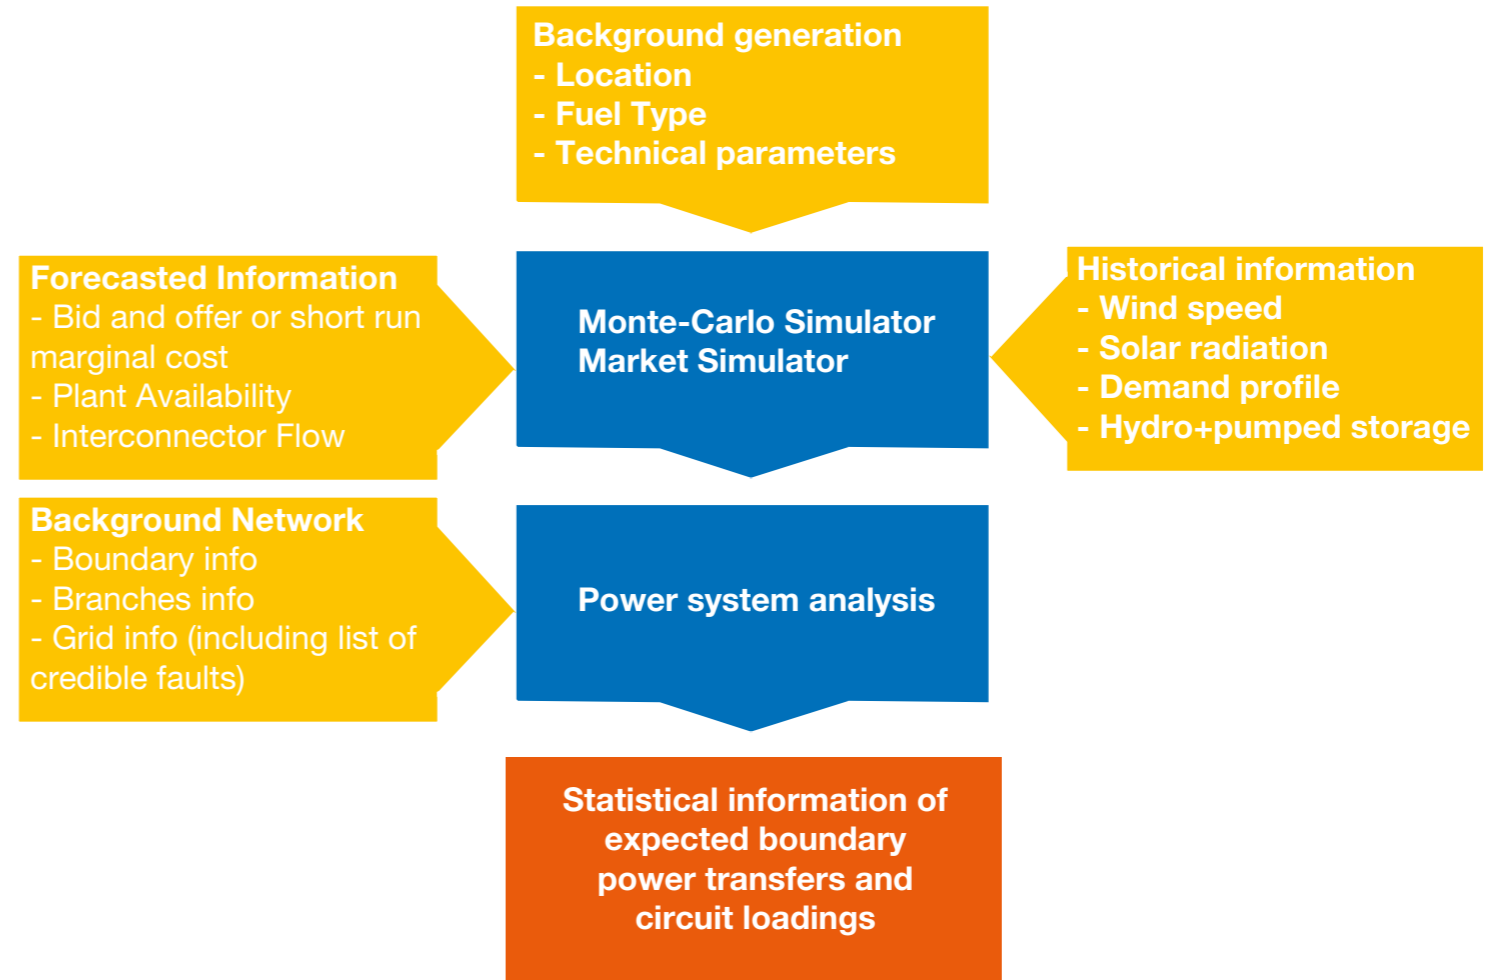 Background generation
- Location
- Fuel Type
- Technical parameters
Forecasted Information
- Bid and offer or short run
marginal cost
- Plant Availability
- Interconnector Flow
Monte-Carlo Simulator
Market Simulator
Historical information
- Wind speed
- Solar radiation
- Demand profile
- Hydro+pumped storage
Background Network
- Boundary info
- Branches info
- Grid info (including list of
credible faults)
Power system analysis
Statistical information of
expected boundary
power transfers and
circuit loadings